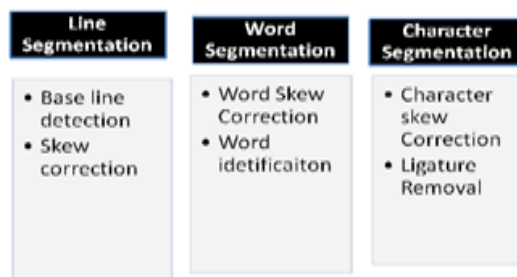 Line
Segmentation
• Base line
detection
• Skew
correction
Word
Segmentation
• Word Skew
Correction
• Word
idetificaiton
Character
Segmentation
• Character
skew
Correction
• Ligature
Removal